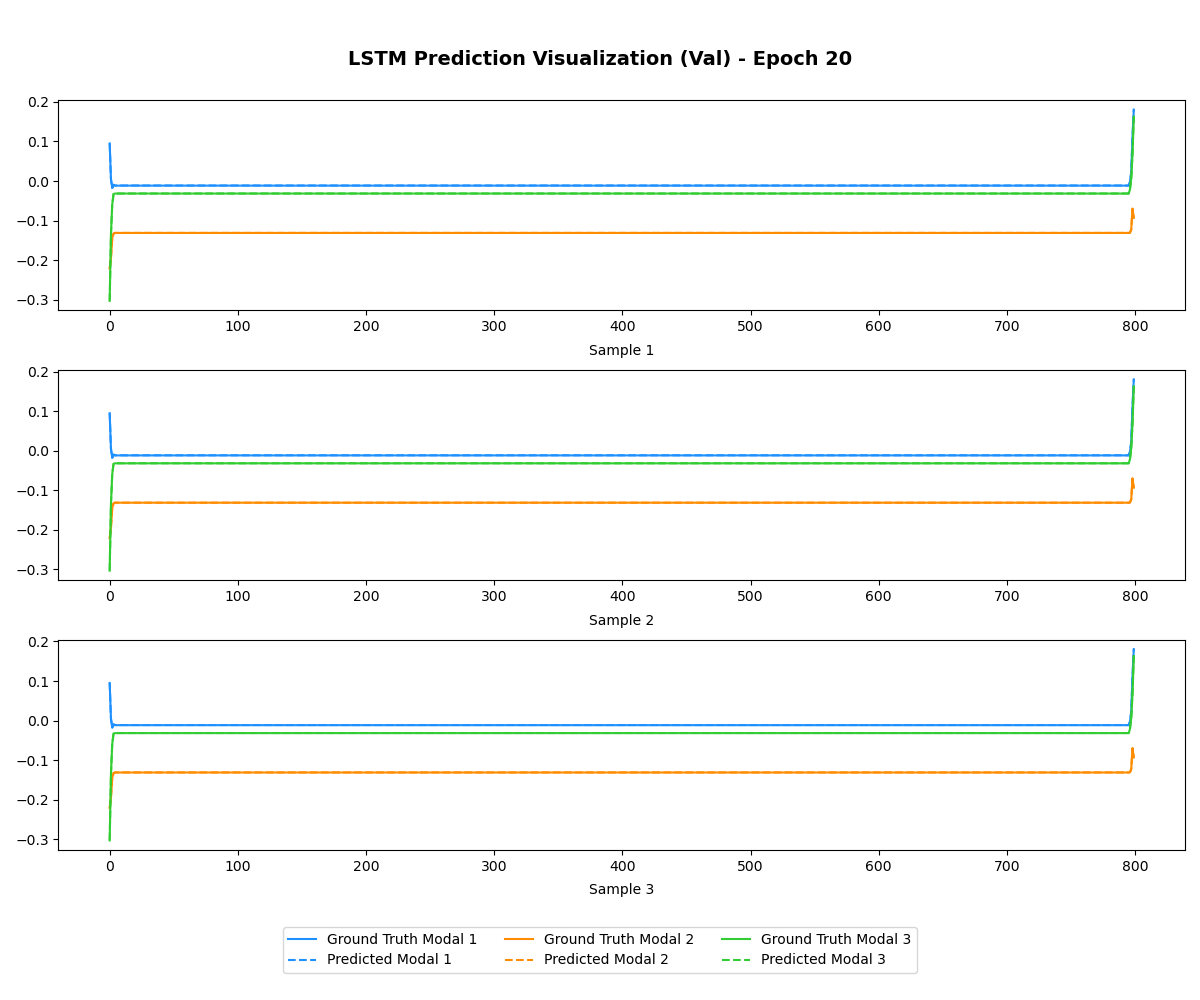 LSTM Prediction Visualization (Val) - Epoch 20
0.2
0.1
0.0
−0.1
−0.2
−0.3
0 100 200 300 400 500 600 700 800
Sample 1
0.2
0.1
0.0
−0.1
−0.2
−0.3
0 100 200 300 400 500 600 700 800
Sample 2
0.2
0.1
0.0
−0.1
−0.2
−0.3
0 100 200 300 400 500 600 700 800
Sample 3
Ground Truth Modal 1 Ground Truth Modal 2 Ground Truth Modal 3
Predicted Modal 1 Predicted Modal 2 Predicted Modal 3